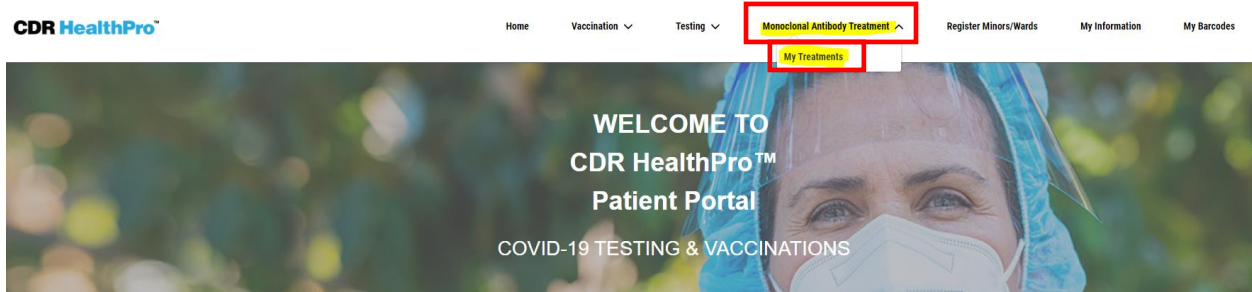 CDR HealthPro™
Home Vaccination Testing Monoclonal Antibody Treatment Register Minors/Wards My Information My Barcodes
My Treatments
WELCOME TO
CDR HealthPro™
Patient Portal
COVID-19 TESTING & VACCINATIONS